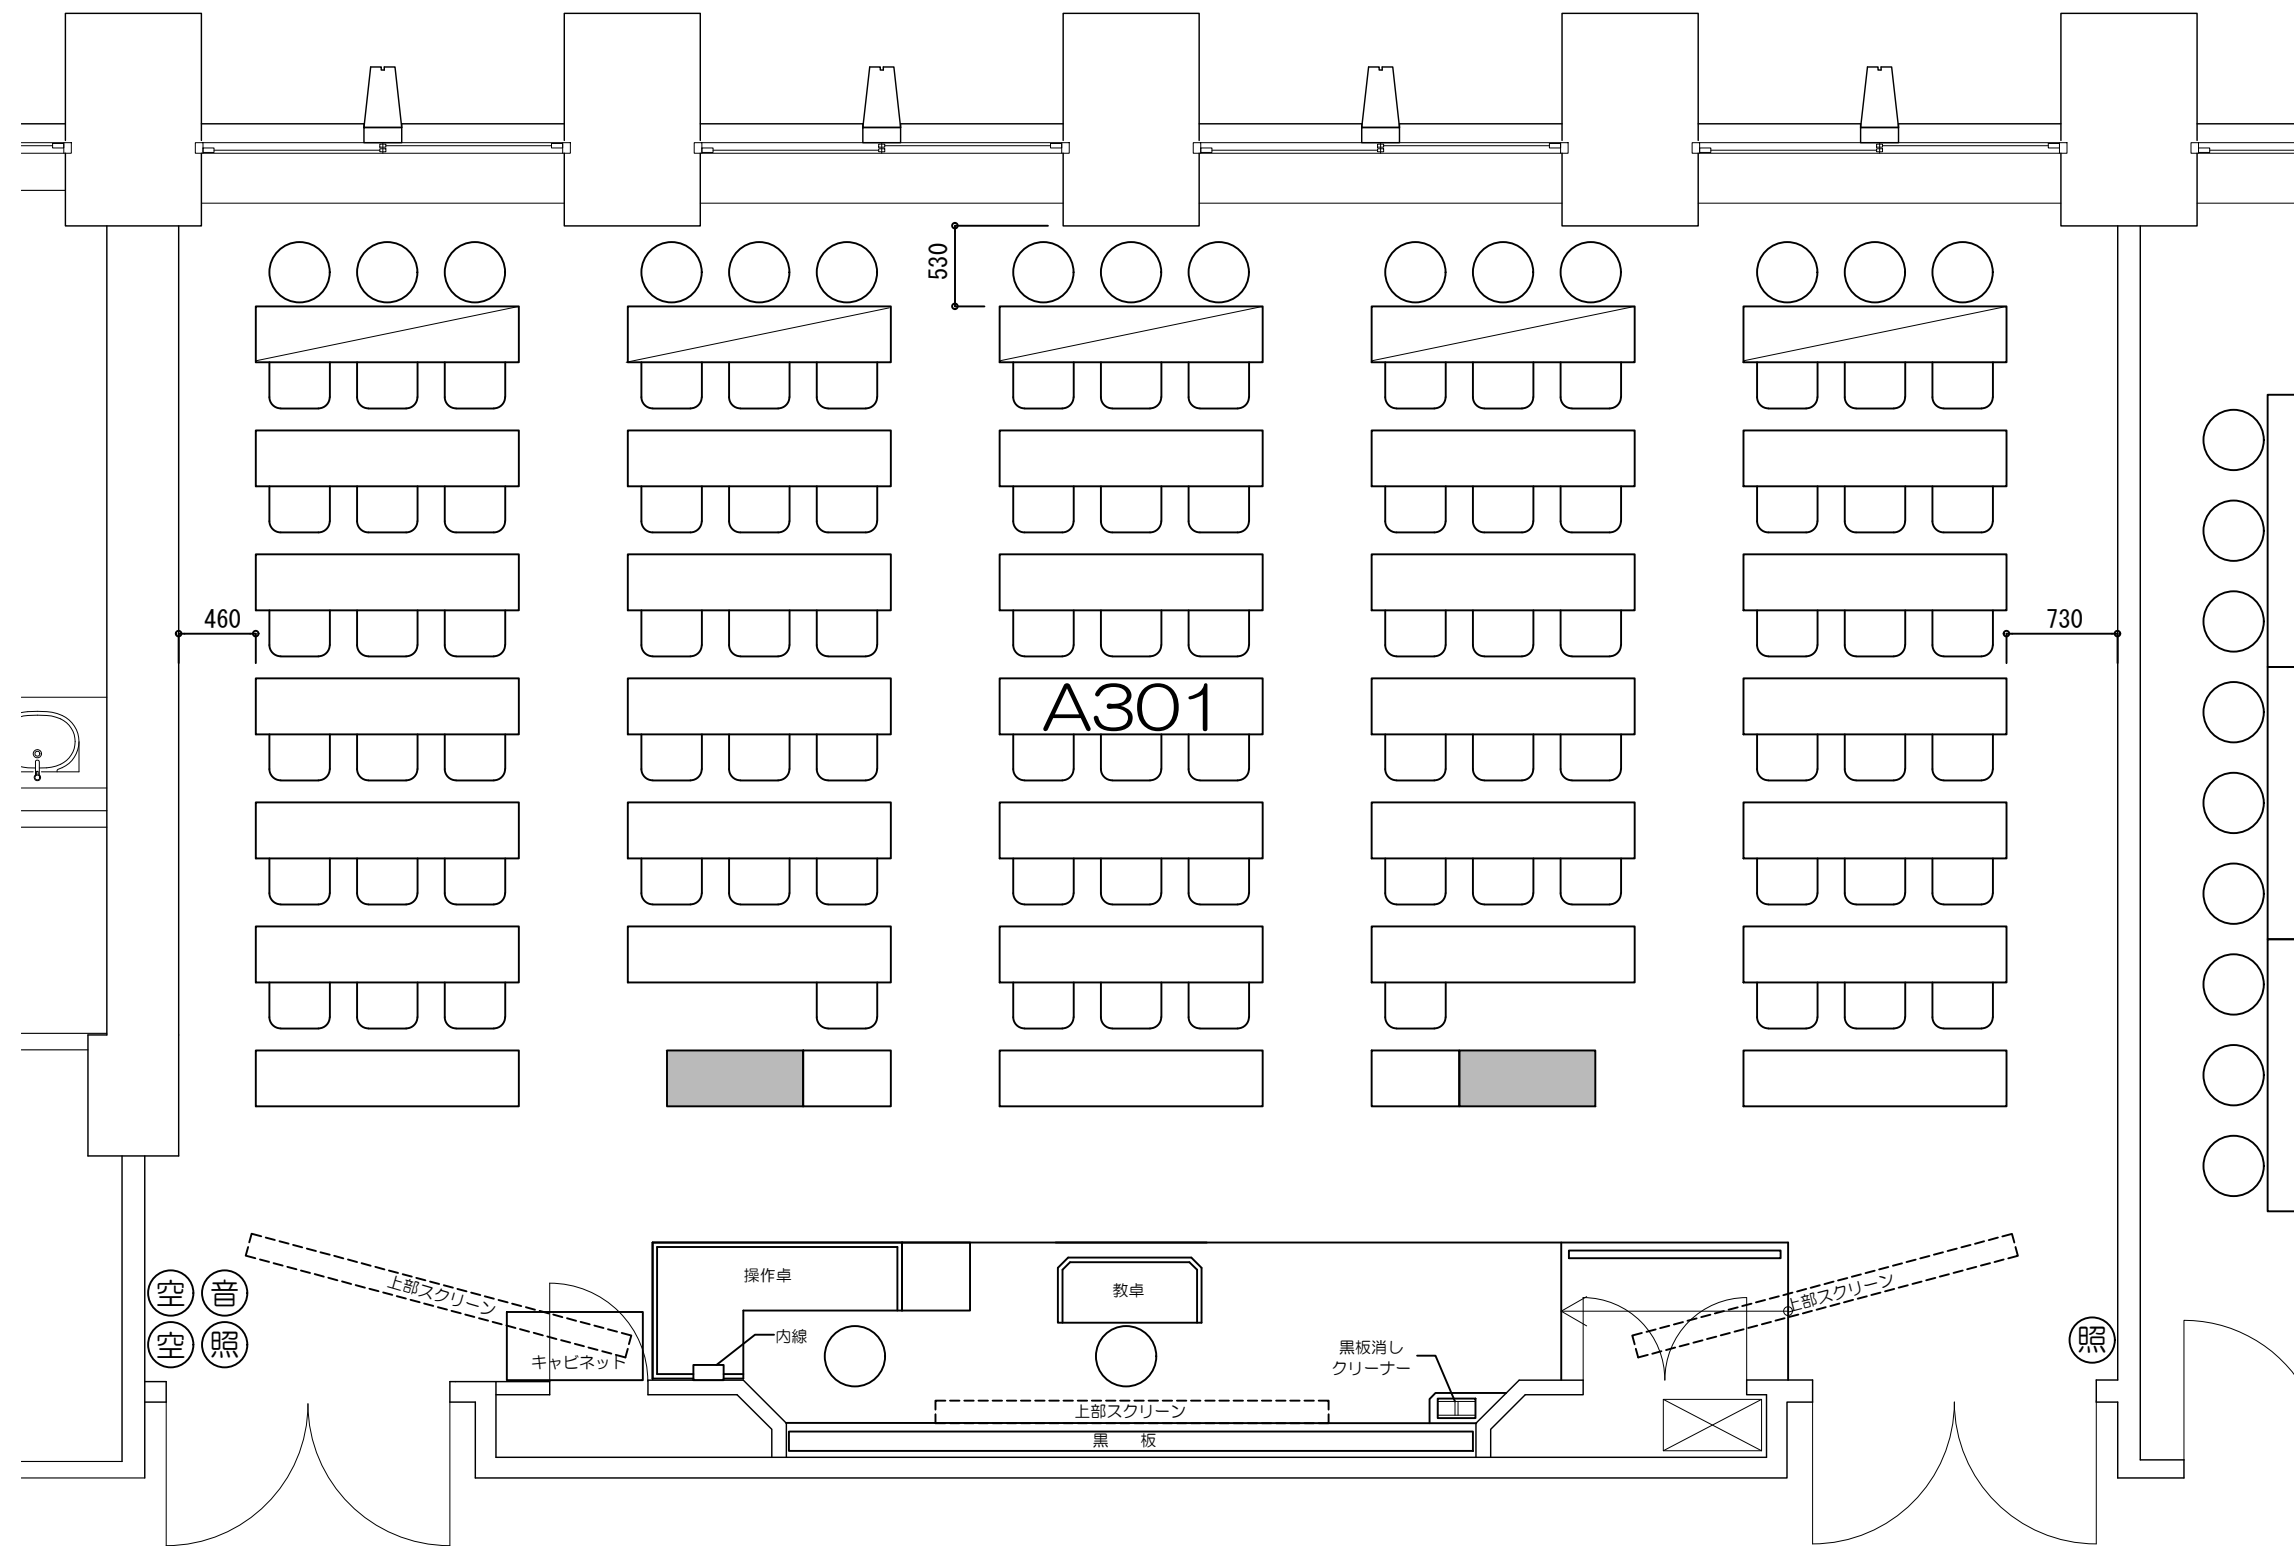 530
460
730
A301
上部スクリーン
上部スクリーン
空
音
空
照
操作卓
教卓
内線
キャビネット
黒板消し
クリーナー
照
上部スクリーン
黒 板